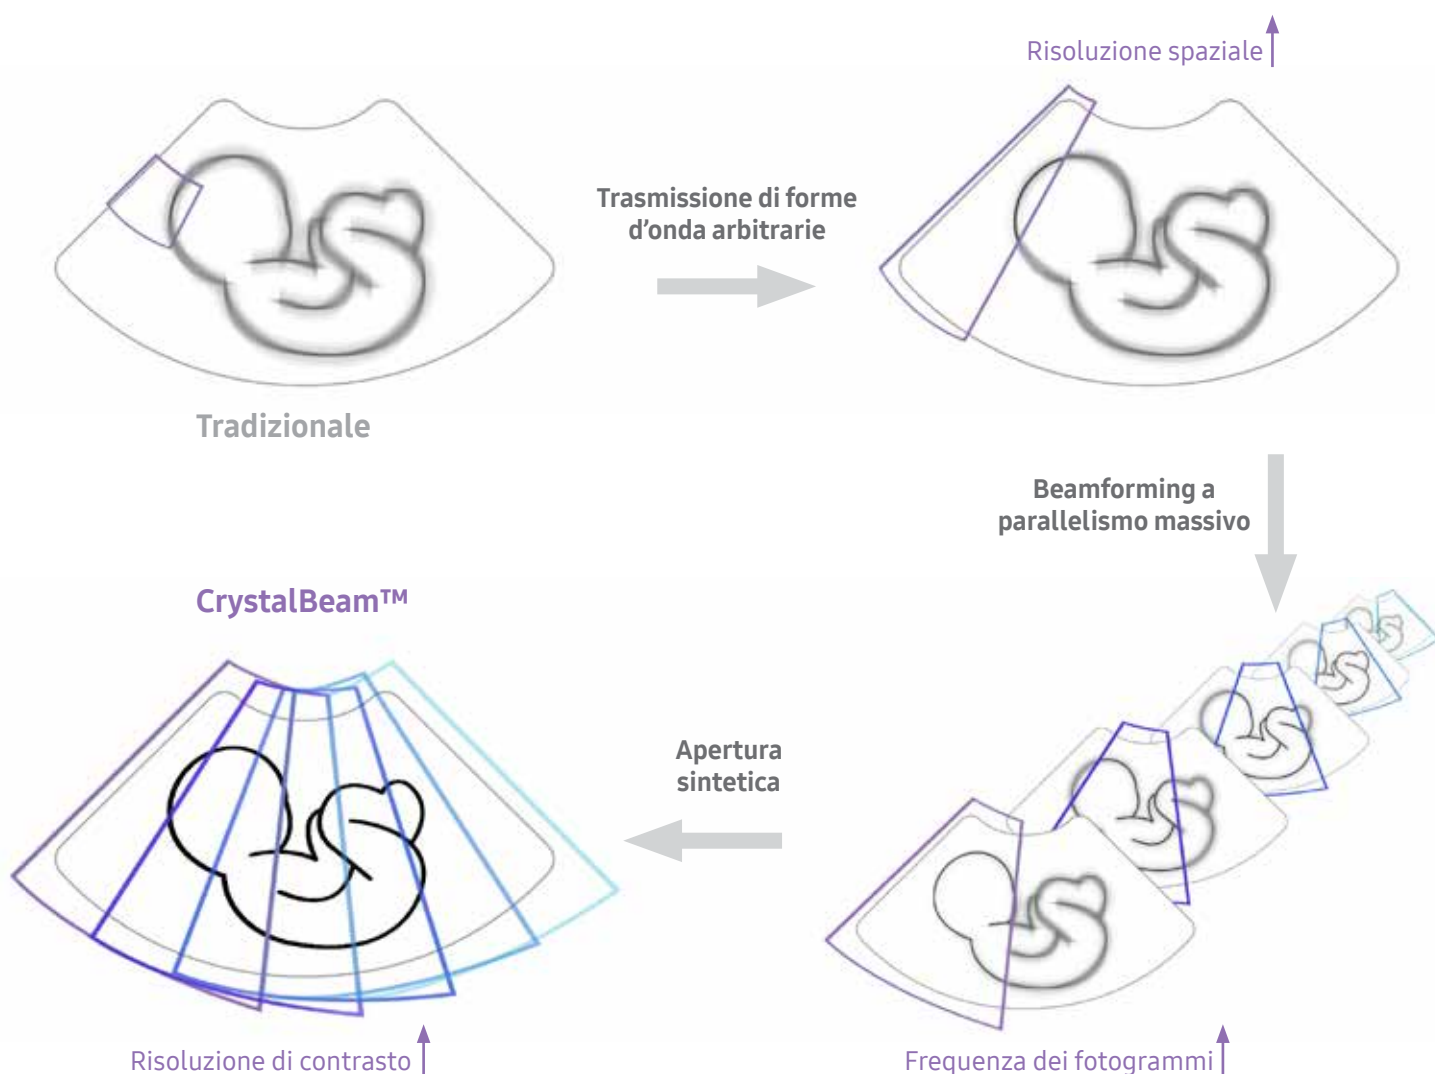 Risoluzione spaziale
Trasmissione di forme
d'onda arbitrarie
Tradizionale
Beamforming a
parallelismo massivo
CrystalBeam™
Apertura
sintetica
Risoluzione di contrasto
Frequenza dei fotogrammi